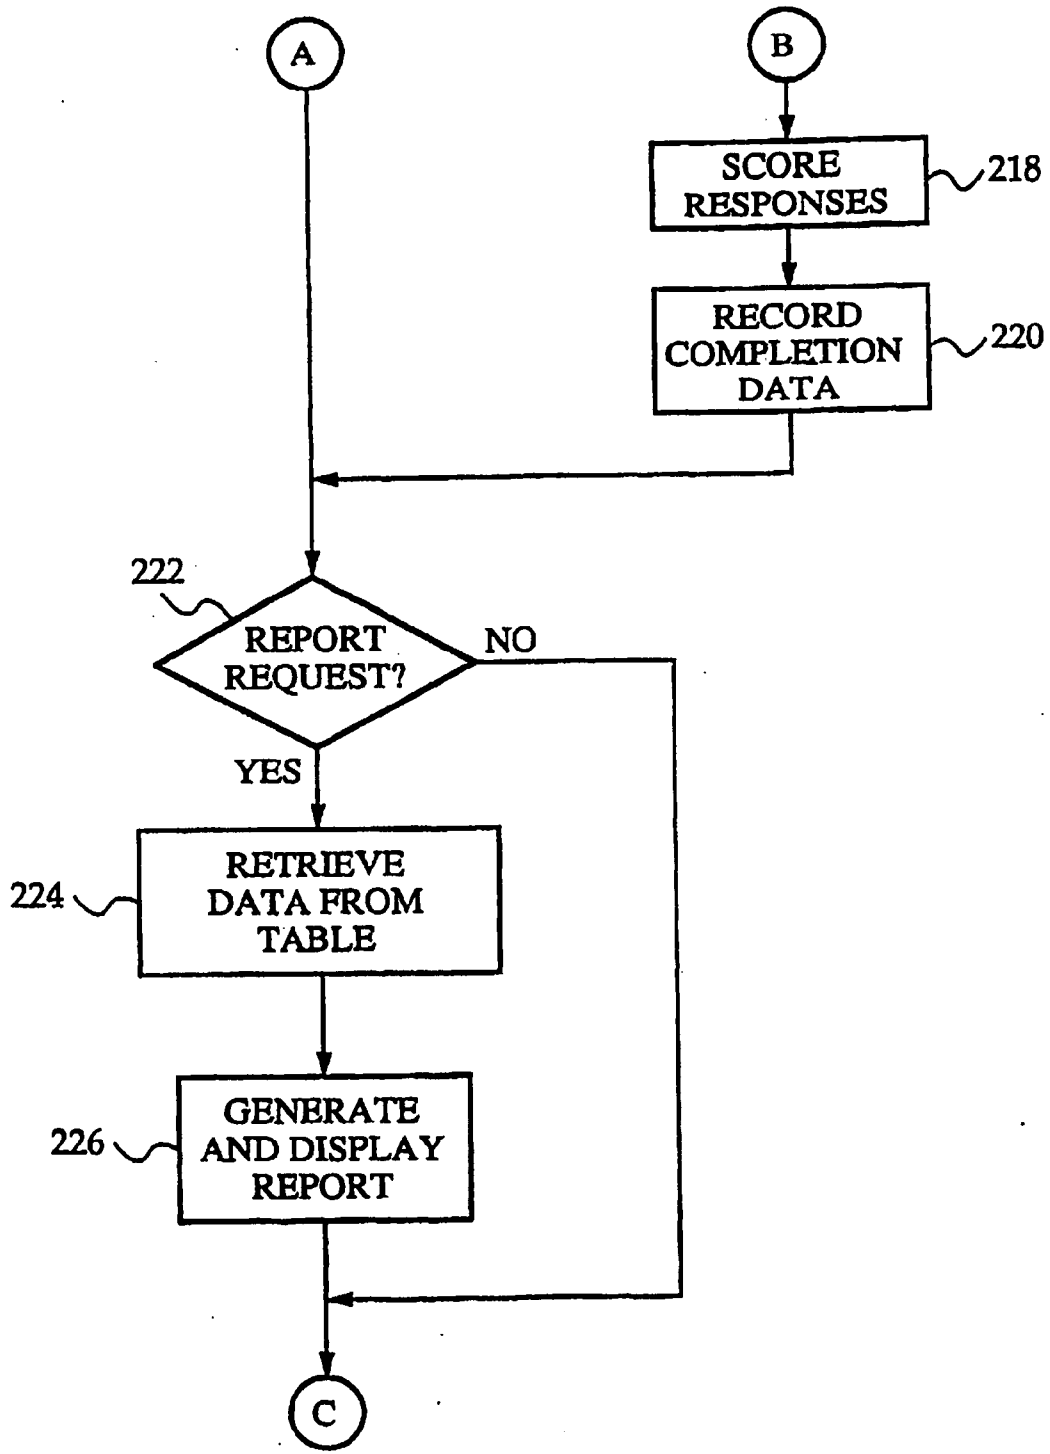 A
B
SCORE
RESPONSES
218
RECORD
COMPLETION
DATA
220
222
REPORT
REQUEST?
NO
YES
RETRIEVE
DATA FROM
TABLE
224
GENERATE
AND DISPLAY
REPORT
226
C